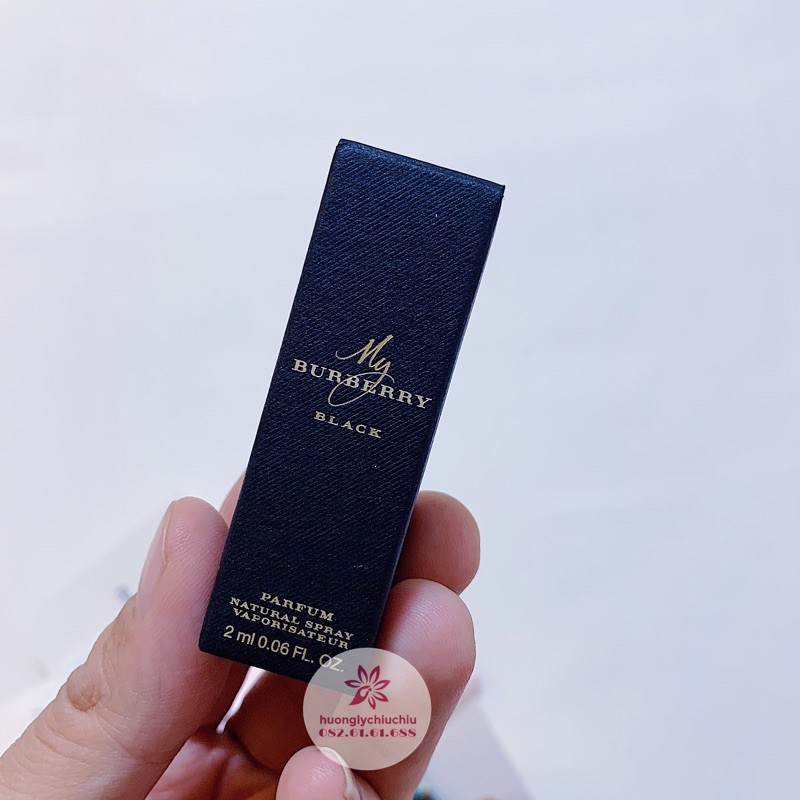 My
BURBERRY
BLACK
PARFUM
NATURAL SPRAY
VAPORISATEUR
2 ml 0.06 FL. OZ.
huonglychiuchiu
082.61.61.688